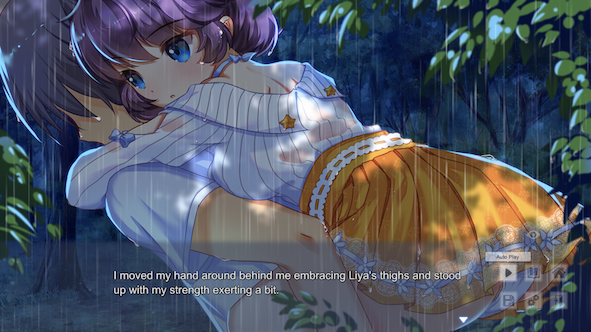 I moved my hand around behind me embracing Liya's thighs and stood
up with my strength exerting a bit.
Auto Play